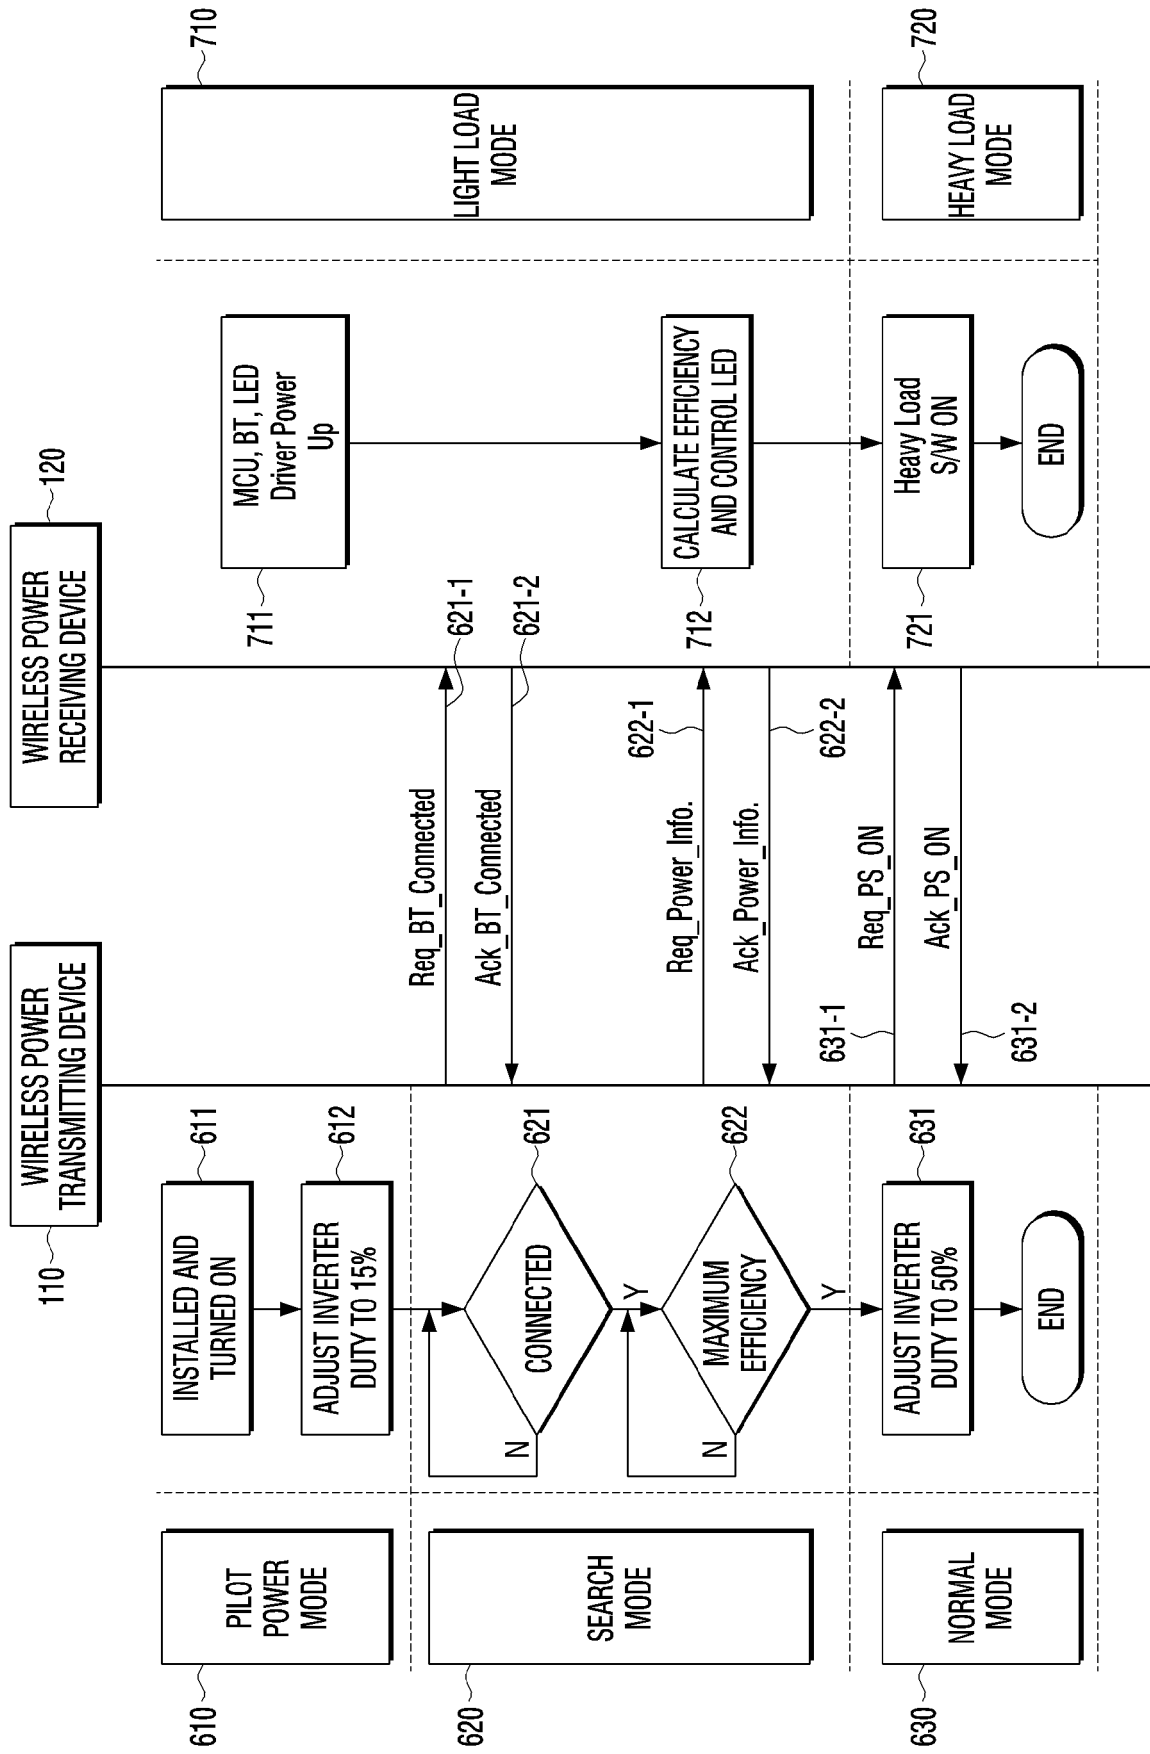 110
WIRELESS POWER
TRANSMITTING DEVICE
120
WIRELESS POWER
RECEIVING DEVICE
610
PILOT
POWER
MODE
INSTALLED AND
TURNED ON
611
ADJUST INVERTER
DUTY TO 15%
612
711
MCU, BT, LED
Driver Power
Up
LIGHT LOAD
MODE
710
620
SEARCH
MODE
N
CONNECTED
621
Y
Req_BT_Connected
621-1
Ack_BT_Connected
621-2
N
MAXIMUM
EFFICIENCY
622
Y
Req_Power_Info.
622-1
Ack_Power_Info.
622-2
712
CALCULATE EFFICIENCY
AND CONTROL LED
630
NORMAL
MODE
ADJUST INVERTER
DUTY TO 50%
631
631-1
Req_PS_ON
Ack_PS_ON
631-2
721
Heavy Load
S/W ON
HEAVY LOAD
MODE
720
END
END